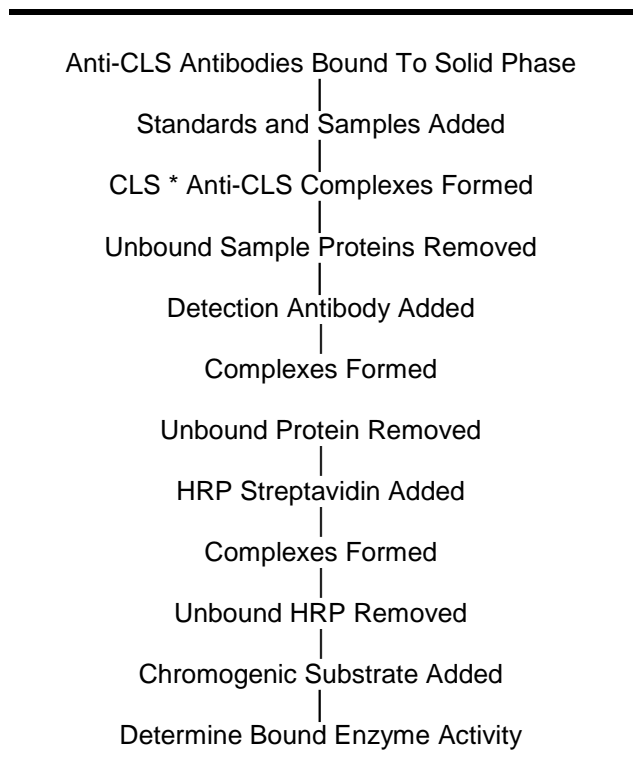 Anti-CLS Antibodies Bound To Solid Phase
Standards and Samples Added
CLS * Anti-CLS Complexes Formed
Unbound Sample Proteins Removed
Detection Antibody Added
Complexes Formed
Unbound Protein Removed
HRP Streptavidin Added
Complexes Formed
Unbound HRP Removed
Chromogenic Substrate Added
Determine Bound Enzyme Activity